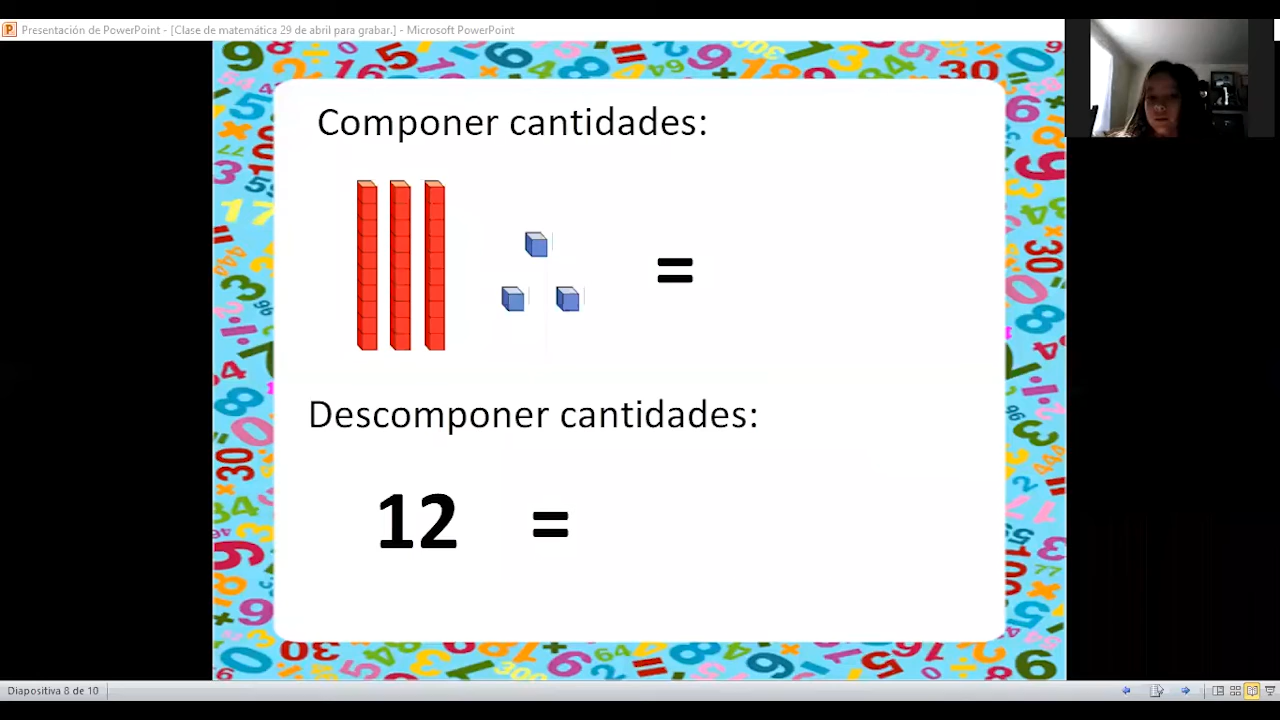 Presentación de PowerPoint - [Clase de matemática 29 de abril para grabar.] - Microsoft PowerPoint
Componer cantidades:
=
Descomponer cantidades:
12 =
Diapositiva 8 de 10